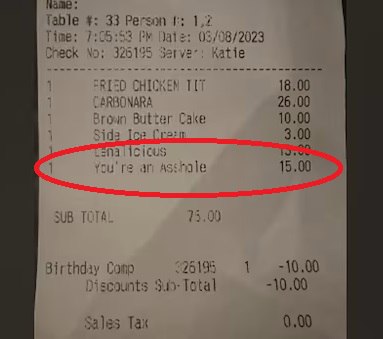 Name:
Table #: 33 Person #: 1,2
Time: 7:05:53 PM Date: 03/08/2023
Check No: 326195 Server: Katie
1 FRIED CHICKEN TIT 18.00
1 CARBONARA 26.00
1 Brown Butter Cake 10.00
1 Side Ice Cream 3.00
1 Lenalicious 13.00
1 You're an Asshole 15.00
SUB TOTAL 75.00
Birthday Comp 326195 1 -10.00
Discounts Sub-Total -10.00
Sales Tax 0.00